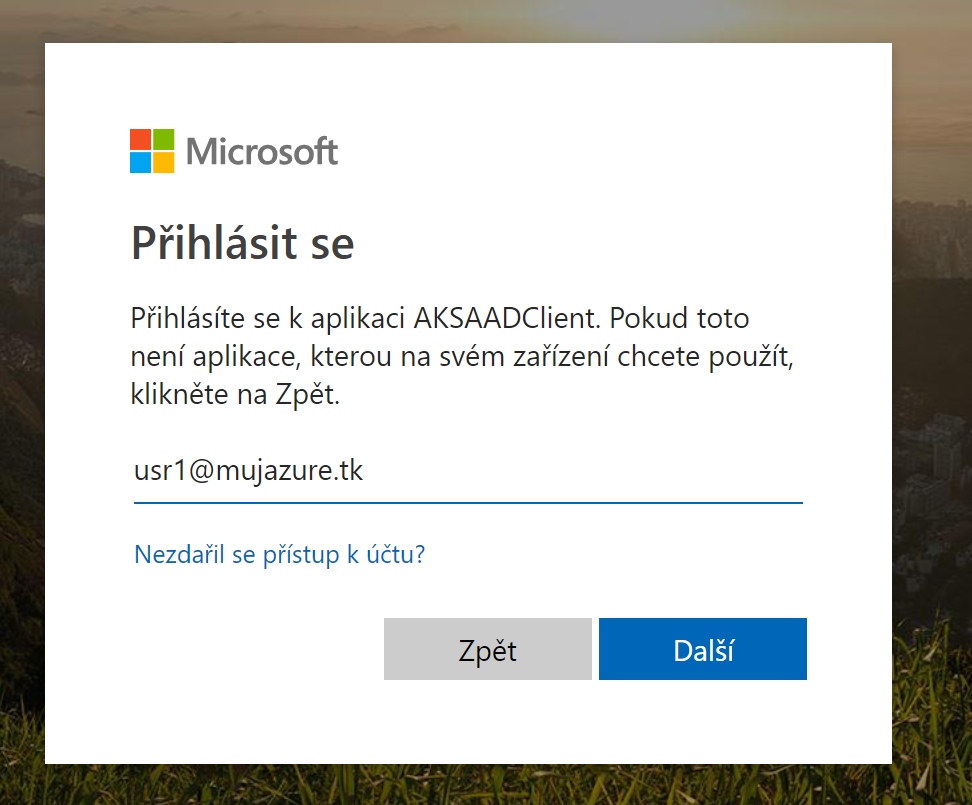 Microsoft
Přihlásit se
Přihlásíte se k aplikaci AKSAADClient. Pokud toto
není aplikace, kterou na svém zařízení chcete použít,
klikněte na Zpět.
usr1@mujazure.tk
Nezdařil se přístup k účtu?
Zpět
Další